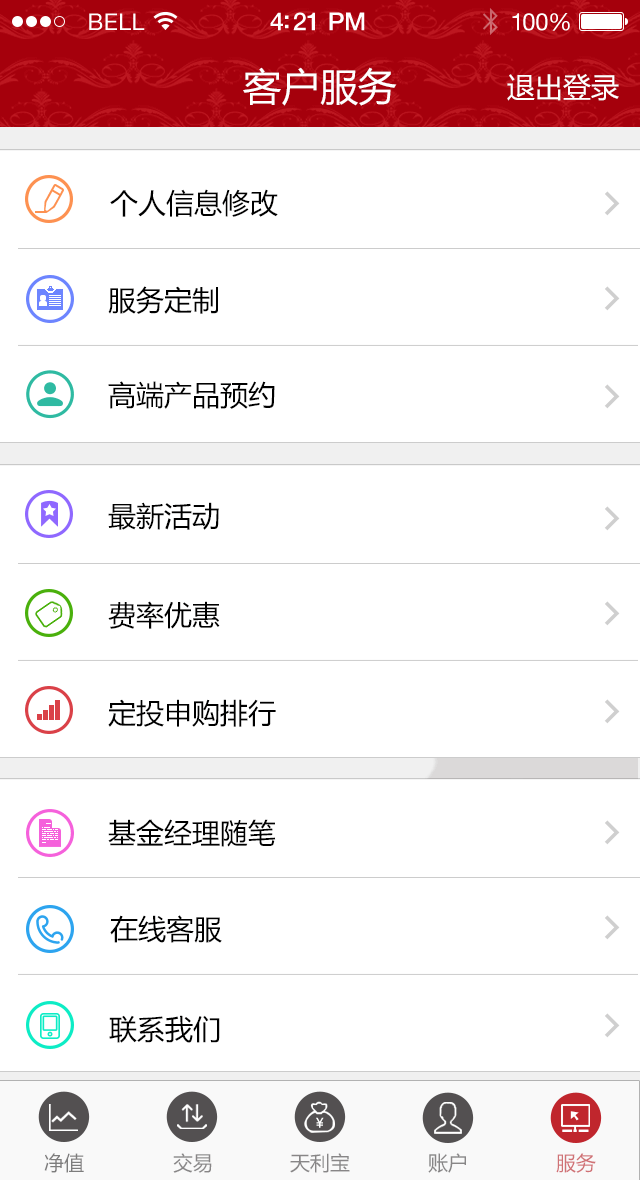 BELL 4:21 PM 100%
客户服务 退出登录
个人信息修改
服务定制
高端产品预约
最新活动
费率优惠
定投申购排行
基金经理随笔
在线客服
联系我们
净值 交易 天利宝 账户 服务